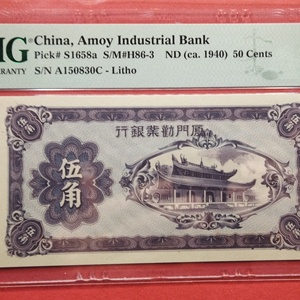 MG
China, Amoy Industrial Bank
Pick# S1658a S/M#H86-3 ND (ca. 1940) 50 Cents
S/N A150830C - Litho
廈門勸業銀行
伍角